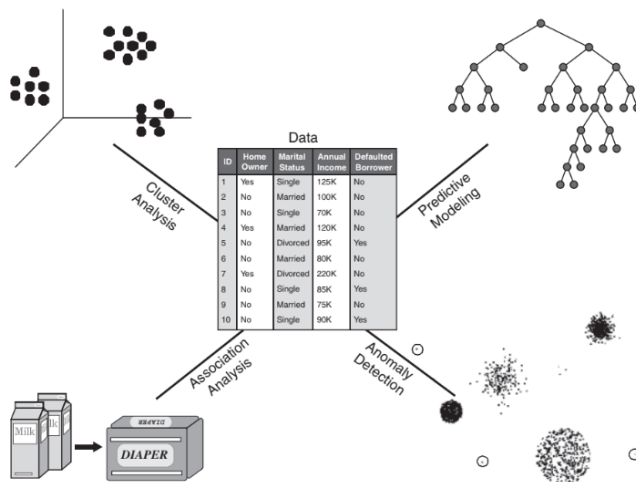 Data
ID Home Owner Marital Status Annual Income Defaulted Borrower
1 Yes Single 125K No
2 No Married 100K No
3 No Single 70K No
4 Yes Married 120K No
5 No Divorced 95K Yes
6 No Married 80K No
7 Yes Divorced 220K No
8 No Single 85K Yes
9 No Married 75K No
10 No Single 90K Yes
Cluster
Analysis
Predictive
Modeling
Association
Analysis
Anomaly
Detection
Milk
lk
DIAPER
DIAPER